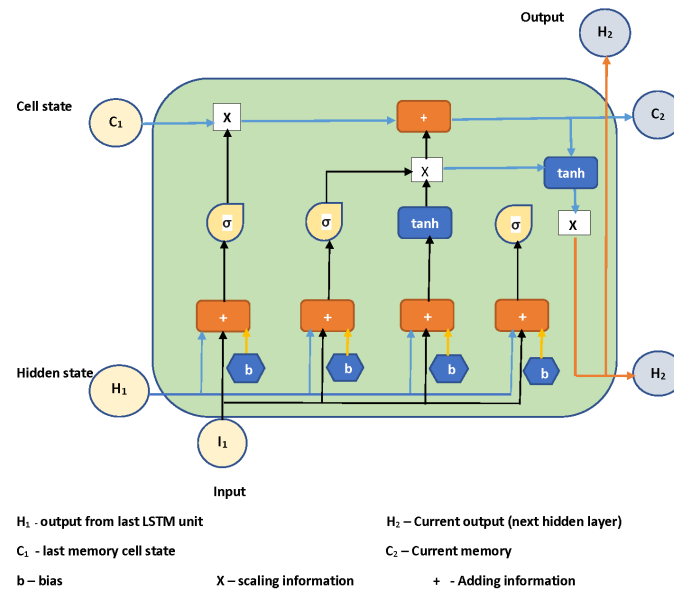 Output
H₂
Cell state
C₁
X
+
C₂
X
tanh
σ
σ
tanh
σ
X
+
+
+
+
b
b
b
b
Hidden state
H₁
H₂
I₁
Input
H₁ - output from last LSTM unit
H₂ – Current output (next hidden layer)
C₁ - last memory cell state
C₂ – Current memory
b – bias
X – scaling information
+ - Adding information